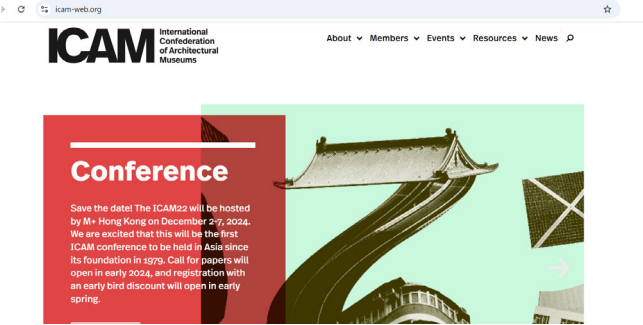 icam-web.org
ICAM
International
Confederation
of Architectural
Museums
About Members Events Resources News
Conference
Save the date! The ICAM22 will be hosted
by M+ Hong Kong on December 2-7, 2024.
We are excited that this will be the first
ICAM conference to be held in Asia since
its foundation in 1979. Call for papers will
open in early 2024, and registration with
an early bird discount will open in early
spring.